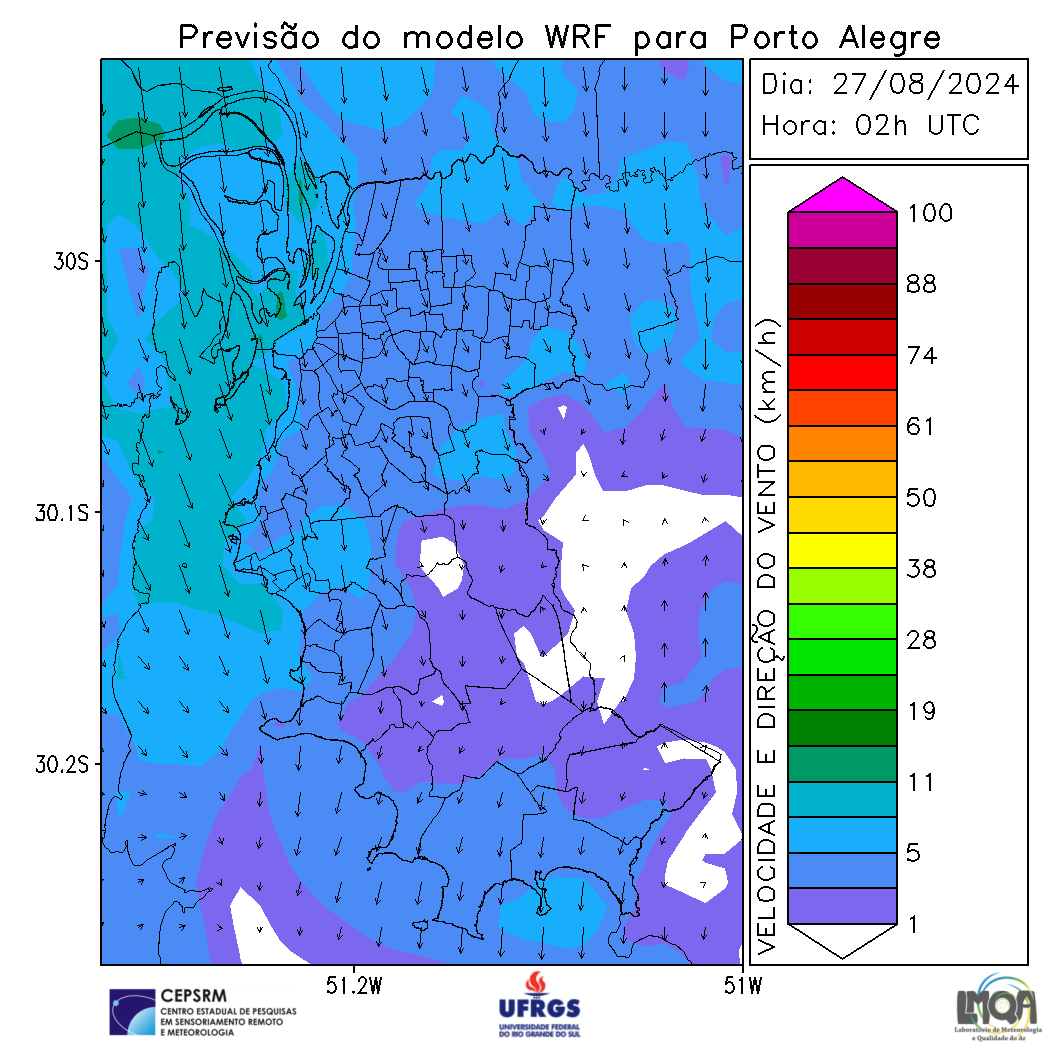 Previsão do modelo WRF para Porto Alegre
Dia: 27/08/2024
Hora: 02h UTC
30S
30.1S
30.2S
51.2W
51W
VELOCIDADE E DIREÇÃO DO VENTO (km/h)
100
88
74
61
50
38
28
19
11
5
1
CEPSRM
CENTRO ESTADUAL DE PESQUISAS
EM SENSORIAMENTO REMOTO
E METEOROLOGIA
UFRGS
UNIVERSIDADE FEDERAL
DO RIO GRANDE DO SUL
LMQA
Laboratório de Meteorologia
e Qualidade do Ar